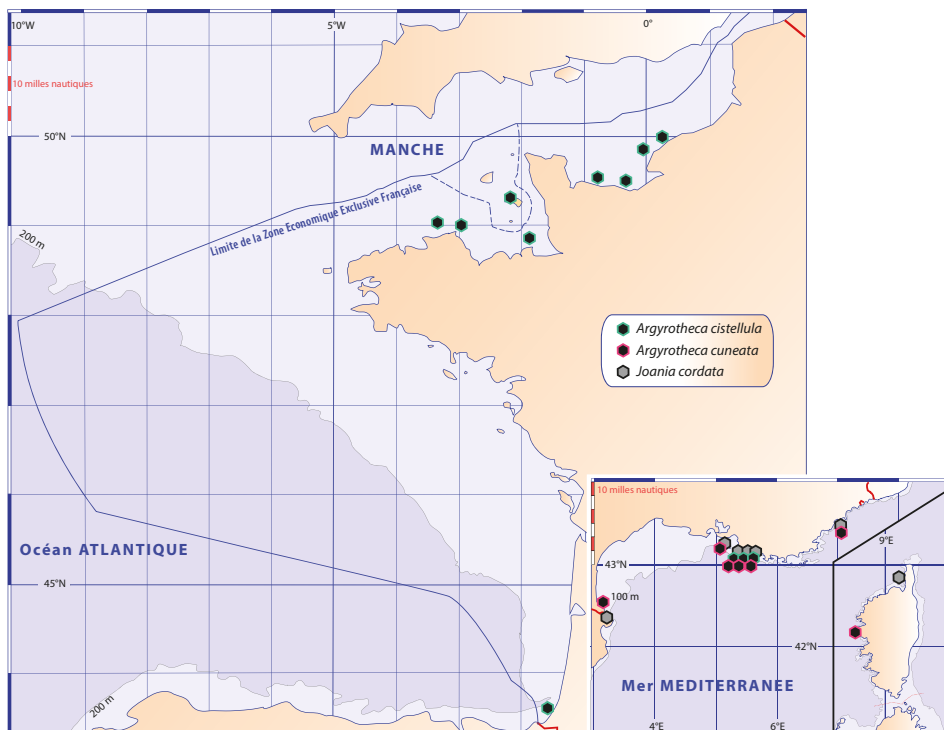 10°W
5°W
0°
10 milles nautiques
50°N
MANCHE
Limite de la Zone Economique Exclusive Française
200 m
Argyrotheca cistellula
Argyrotheca cuneata
Joania cordata
10 milles nautiques
9°E
Océan ATLANTIQUE
43°N
45°N
100 m
42°N
Mer MEDITERRANEE
200 m
4°E
6°E